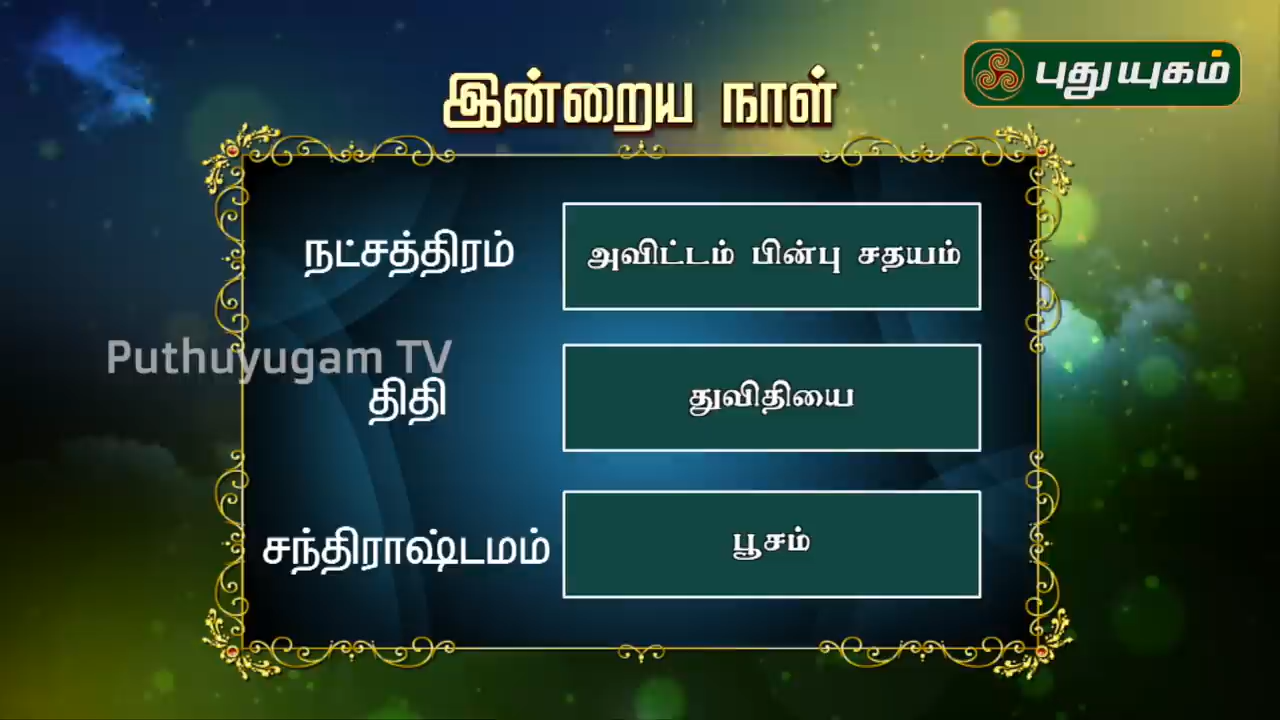 இன்றைய நாள்
புதுயுகம்
நட்சத்திரம்
அவிட்டம் பின்பு சதயம்
Puthuyugam TV
திதி
துவிதியை
சந்திராஷ்டமம்
பூசம்